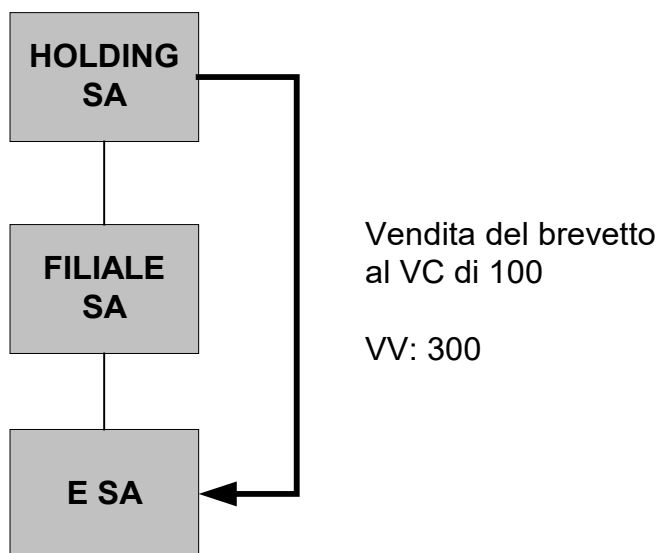 HOLDING
SA
FILIALE
SA
E SA
Vendita del brevetto
al VC di 100
VV: 300